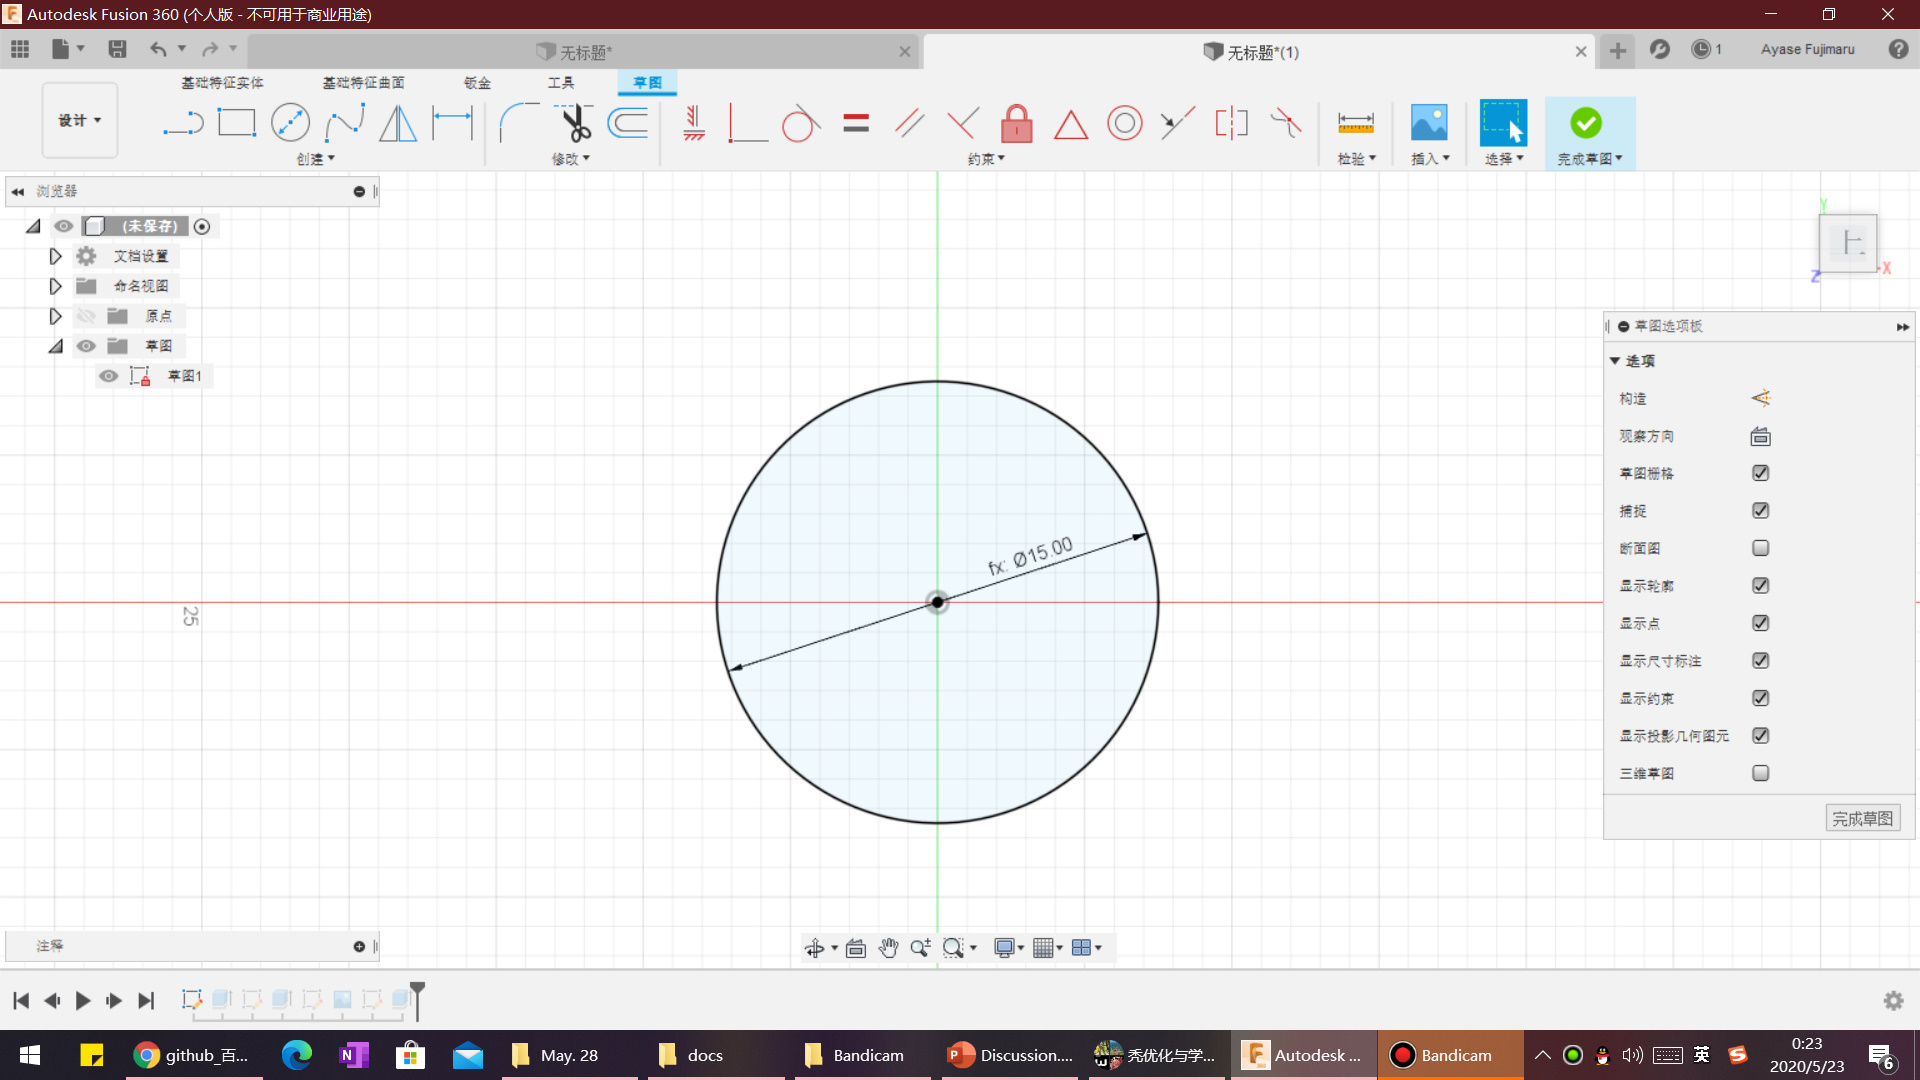 Autodesk Fusion 360 (个人版 - 不可用于商业用途)
无标题*
无标题*(1)
1
Ayase Fujimaru
基础特征实体
基础特征曲面
钣金
工具
草图
设计
创建
修改
约束
检验
插入
选择
完成草图
浏览器
(未保存)
文档设置
命名视图
原点
草图
草图1
Y
上
X
Z
草图选项板
选项
构造
观察方向
草图栅格
捕捉
断面图
显示轮廓
显示点
显示尺寸标注
显示约束
显示投影几何图元
三维草图
完成草图
fx: Ø15.00
25
注释
github_百...
May. 28
docs
Bandicam
Discussion....
秃优化与学...
Autodesk ...
Bandicam
英
0:23
2020/5/23
6